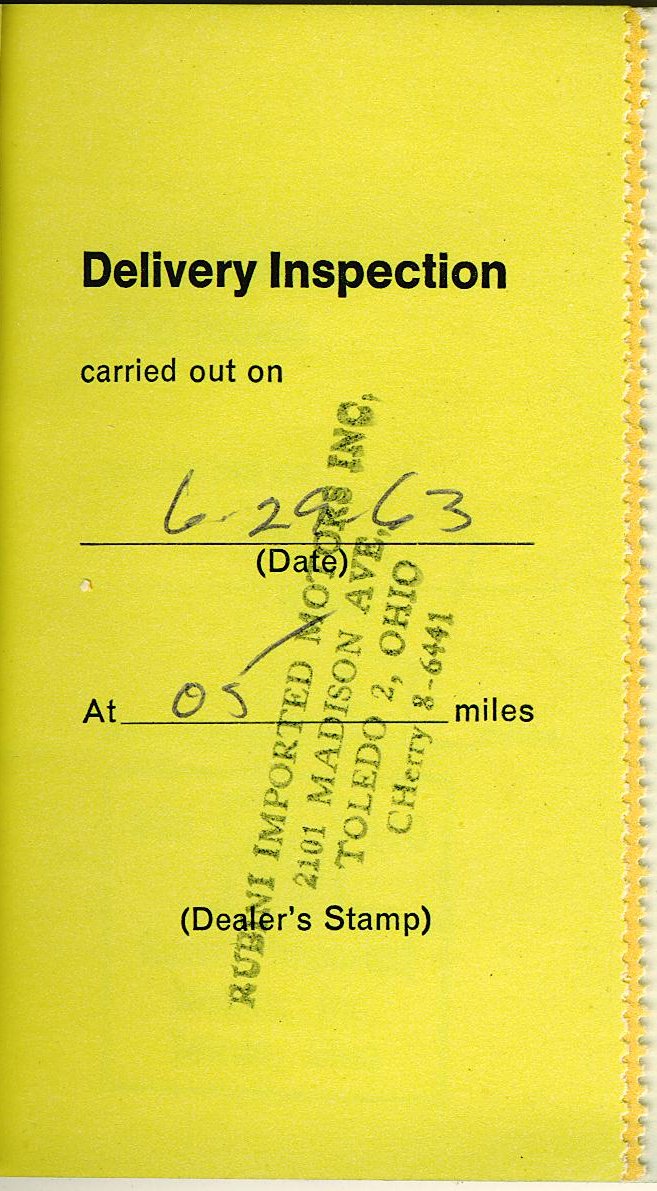 Delivery Inspection
carried out on
6-29-63
(Date)
At 05 miles
(Dealer's Stamp)
RUBINI IMPORTED MOTORS INC,
2101 MADISON AVE,
TOLEDO 2, OHIO
CHerry 8-6441